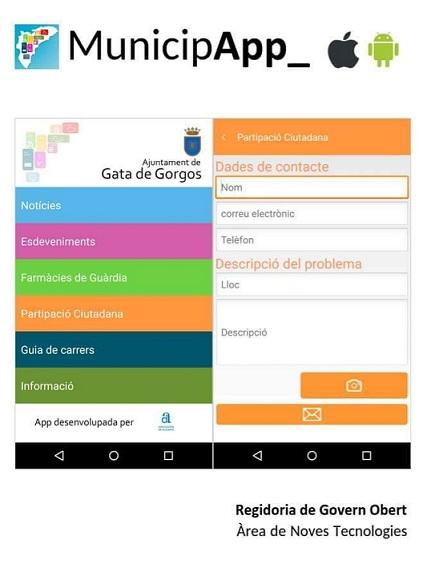 MunicipApp_
Ajuntament de
Gata de Gorgos
Notícies
Esdeveniments
Farmàcies de Guàrdia
Partipació Ciutadana
Guia de carrers
Informació
App desenvolupada per
Partipació Ciutadana
Dades de contacte
Nom
correu electrònic
Telèfon
Descripció del problema
Lloc
Descripció
Regidoria de Govern Obert
Àrea de Noves Tecnologies